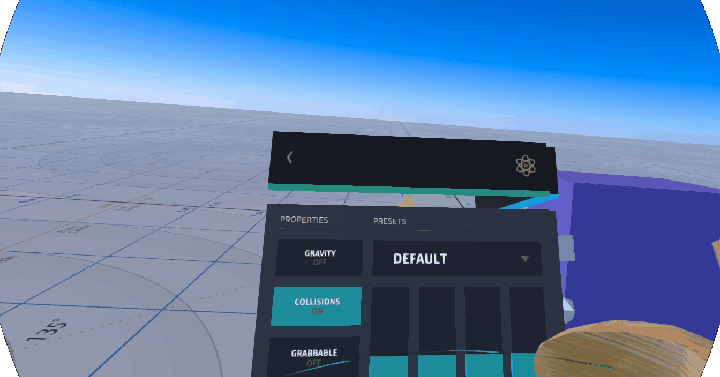 PROPERTIES
PRESETS
GRAVITY
OFF
DEFAULT
COLLISIONS
ON
GRABBABLE
OFF
135°